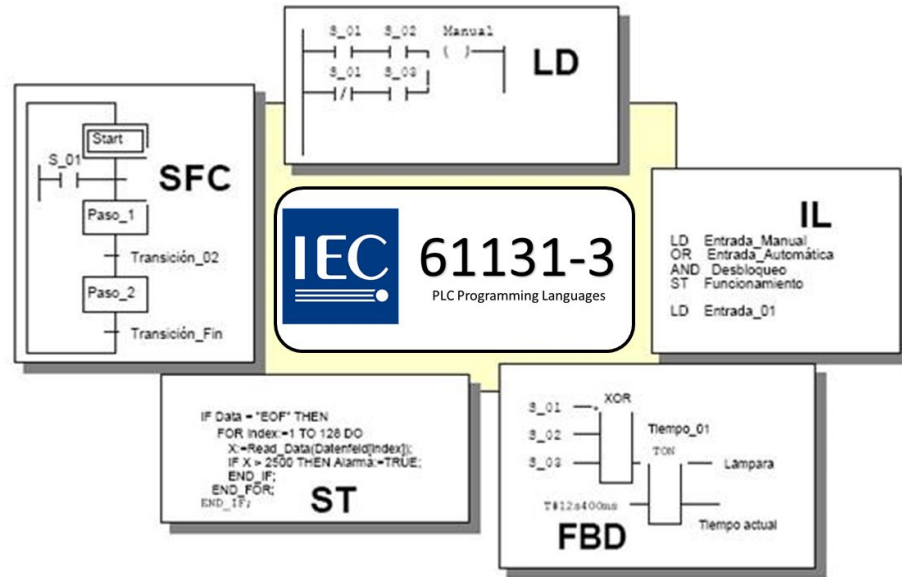 S_01 S_02 Manual
( )
S_01 S_03
LD
Start
S_01
SFC
Paso_1
Transición_02
Paso_2
Transición_Fin
IEC
61131-3
PLC Programming Languages
IL
LD Entrada_Manual
OR Entrada_Automática
AND Desbloqueo
ST Funcionamiento
LD Entrada_01
IF Data = "EOF" THEN
FOR Index:=1 TO 128 DO
X:=Read_Data(Datenfeld[Index]);
IF X > 2500 THEN Alarma:=TRUE;
END_IF;
END_FOR;
END_IF;
ST
XOR
S_01
S_02
S_03
Tiempo_01
TON
Lámpara
T#12s400ms
Tiempo actual
FBD